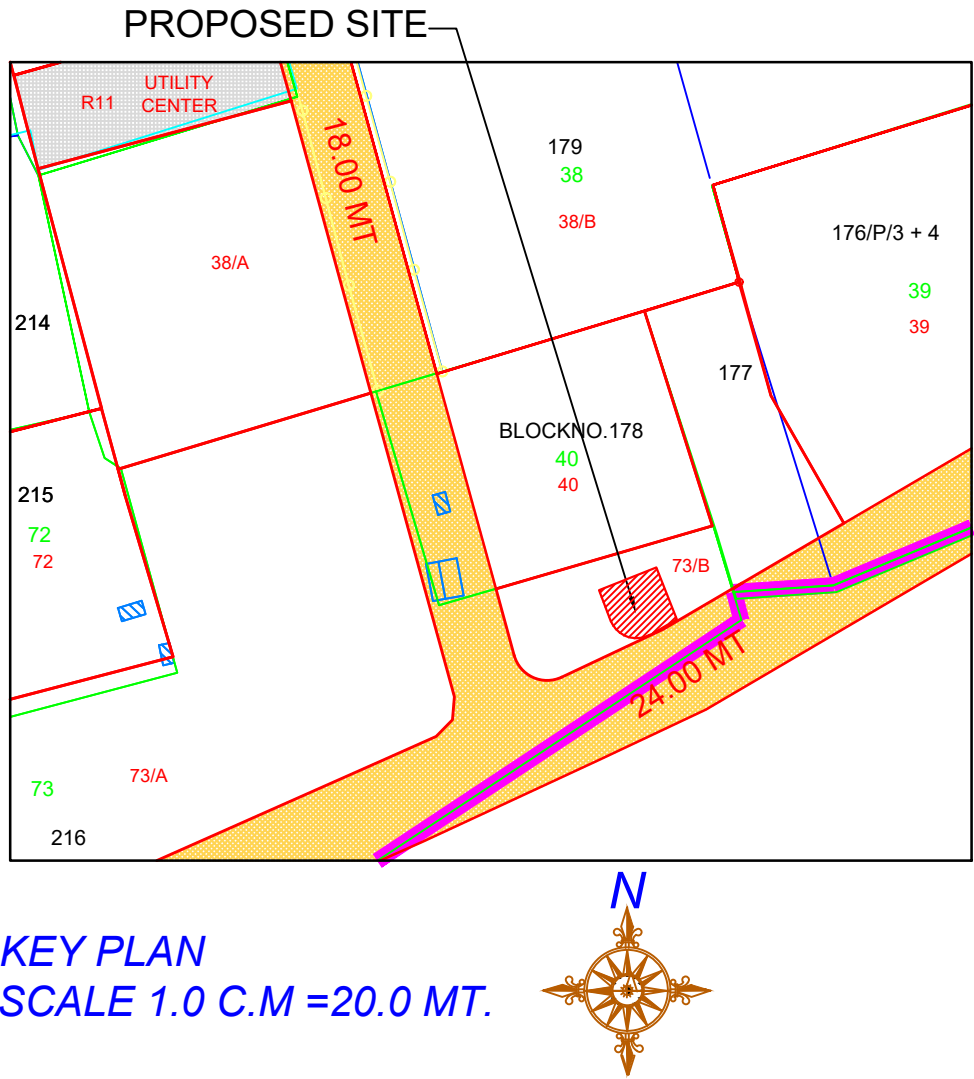 PROPOSED SITE
UTILITY
R11 CENTER
18.00 MT
179
38
38/B
176/P/3 + 4
38/A
39
39
214
177
BLOCKNO.178
40
40
215
72
72
73/B
24.00 MT
73/A
73
216
N
KEY PLAN
SCALE 1.0 C.M =20.0 MT.